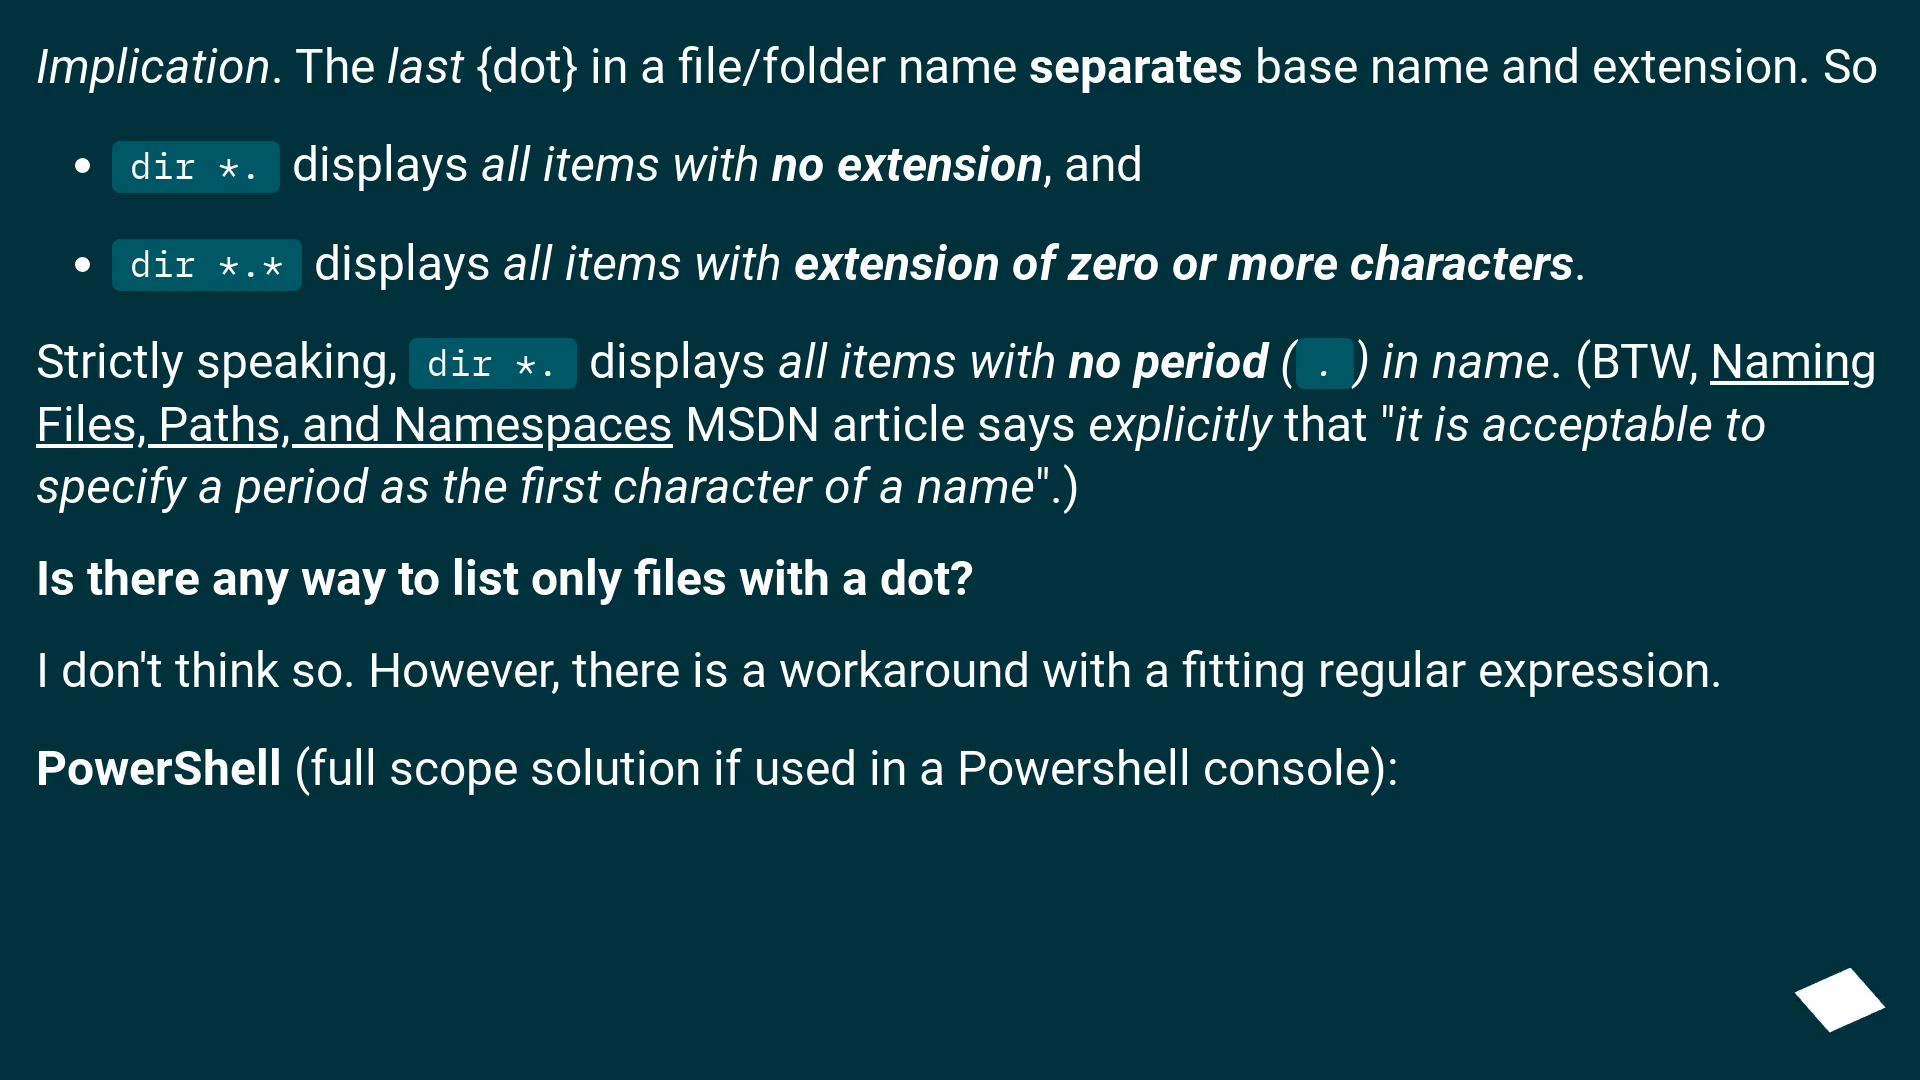 Implication. The last {dot} in a file/folder name separates base name and extension. So
• dir *. displays all items with no extension, and
• dir *.* displays all items with extension of zero or more characters.
Strictly speaking, dir *. displays all items with no period ( . ) in name. (BTW, Naming
Files, Paths, and Namespaces MSDN article says explicitly that "it is acceptable to
specify a period as the first character of a name".)
Is there any way to list only files with a dot?
I don't think so. However, there is a workaround with a fitting regular expression.
PowerShell (full scope solution if used in a Powershell console):